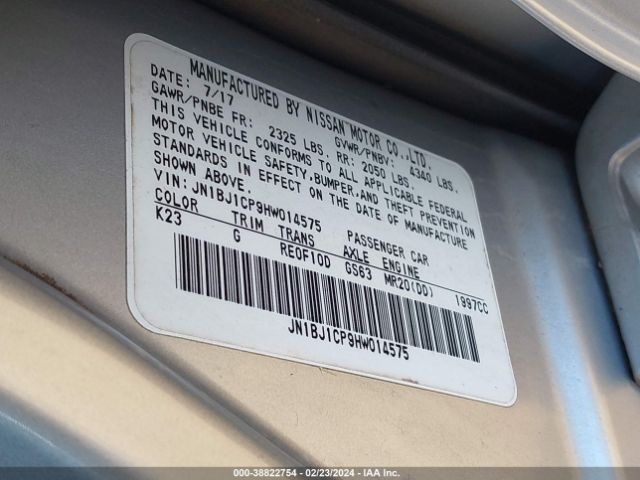 MANUFACTURED BY NISSAN MOTOR CO.,LTD.
DATE: 7/17 GVWR/PNBV: 4340 LBS.
GAWR/PNBE FR: 2325 LBS. RR: 2050 LBS.
THIS VEHICLE CONFORMS TO ALL APPLICABLE FEDERAL
MOTOR VEHICLE SAFETY,BUMPER,AND THEFT PREVENTION
STANDARDS IN EFFECT ON THE DATE OF MANUFACTURE
SHOWN ABOVE.
VIN:JN1BJ1CP9HW014575 PASSENGER CAR
COLOR TRIM TRANS AXLE ENGINE
K23 G RE0F10D GS63 MR20(DD) 1997CC
JN1BJ1CP9HW014575
000-38822754 - 02/23/2024 - IAA Inc.